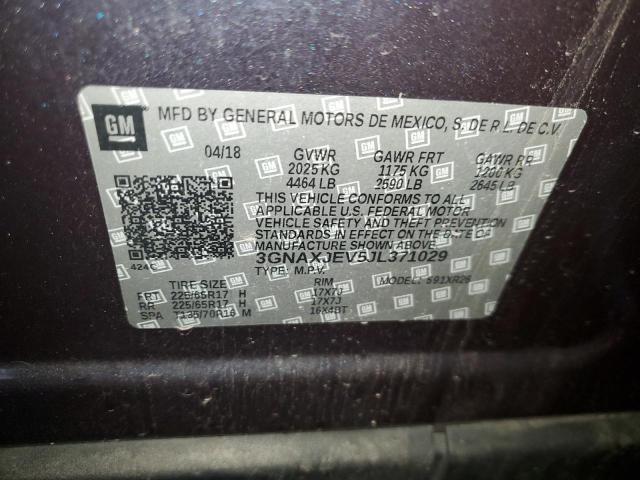 GM MFD BY GENERAL MOTORS DE MEXICO, S. DE R L. DE C.V.
04/18 GVWR GAWR FRT GAWR RR
2025 KG 1175 KG 1200 KG
4464 LB 2590 LB 2645 LB
THIS VEHICLE CONFORMS TO ALL
APPLICABLE U.S. FEDERAL MOTOR
VEHICLE SAFETY AND THEFT PREVENTION
STANDARDS IN EFFECT ON THE DATE OF
MANUFACTURE SHOWN ABOVE.
3GNAXJEV5JL371029
TYPE: M.P.V. MODEL:
424
TIRE SIZE RIM
FRT 225/65R17 H 17X7J
RR 225/65R17 H 17X7J
SPA T135/70R16 M 16X4BT